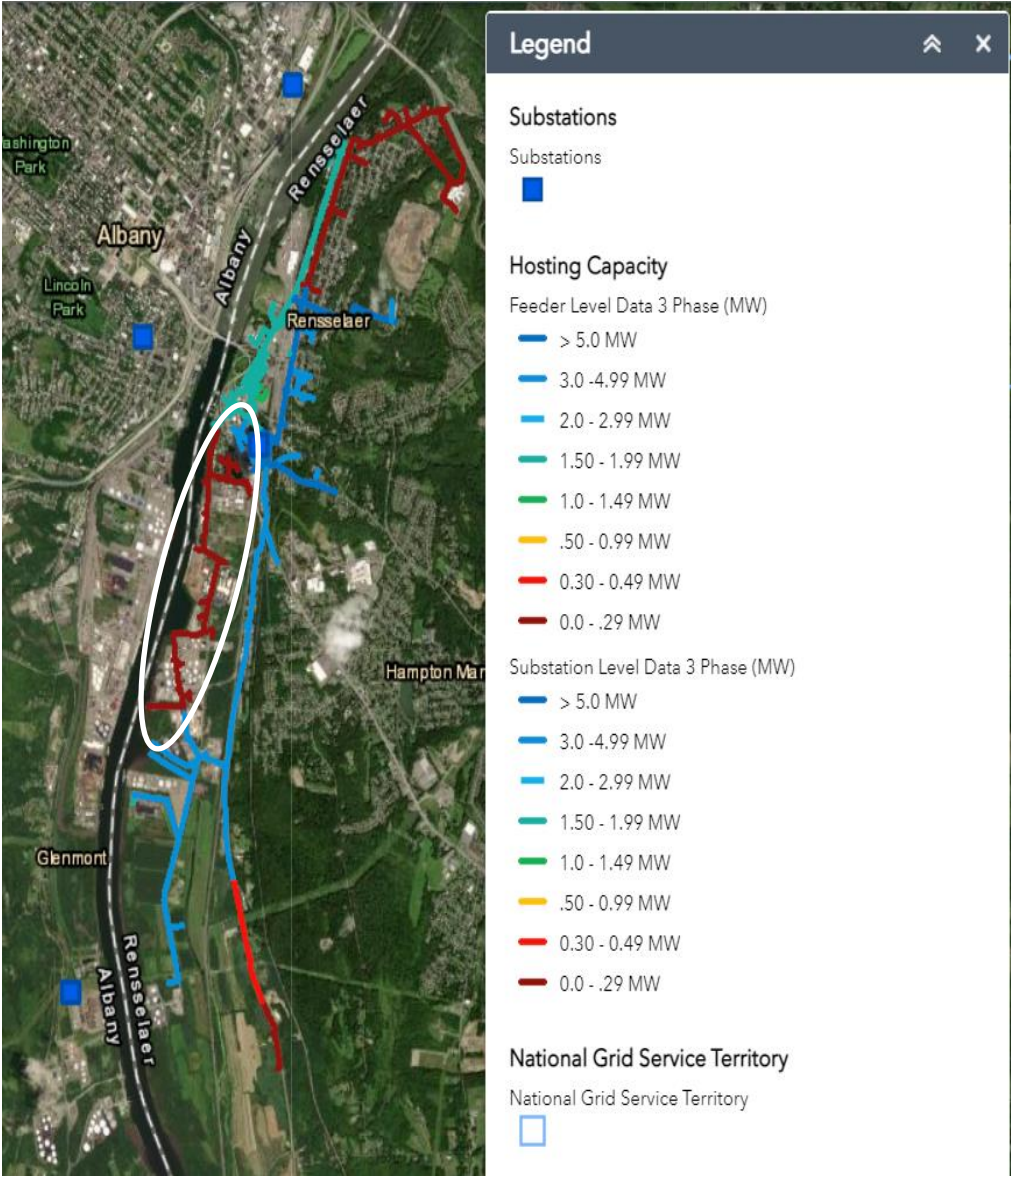 ashington
Park
Albany
Lincoln
Park
Albany
Rensselaer
Rensselaer
Hampton Mar
Glenmont
Rensselaer
Albany
Legend
Substations
Substations
Hosting Capacity
Feeder Level Data 3 Phase (MW)
> 5.0 MW
3.0 -4.99 MW
2.0 - 2.99 MW
1.50 - 1.99 MW
1.0 - 1.49 MW
.50 - 0.99 MW
0.30 - 0.49 MW
0.0 - .29 MW
Substation Level Data 3 Phase (MW)
> 5.0 MW
3.0 -4.99 MW
2.0 - 2.99 MW
1.50 - 1.99 MW
1.0 - 1.49 MW
.50 - 0.99 MW
0.30 - 0.49 MW
0.0 - .29 MW
National Grid Service Territory
National Grid Service Territory